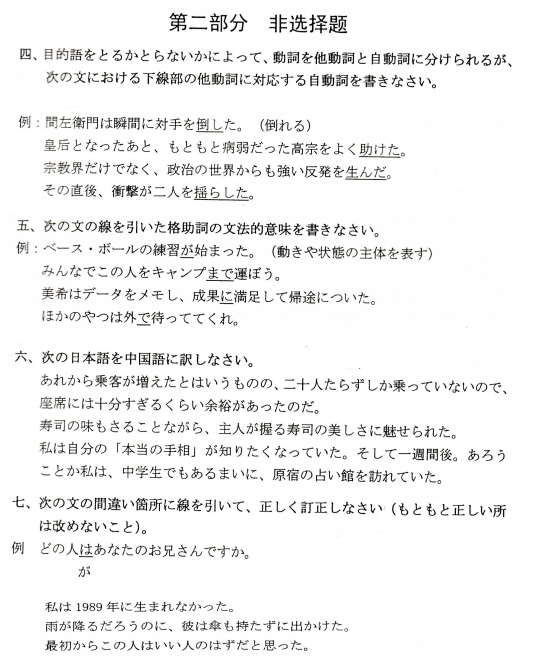 第二部分　非选择题
四、目的語をとるかとらないかによって、動詞を他動詞と自動詞に分けられるが、
次の文における下線部の他動詞に対応する自動詞を書きなさい。
例：間左衛門は瞬間に対手を倒した。（倒れる）
皇后となったあと、もともと病弱だった高宗をよく助けた。
宗教界だけでなく、政治の世界からも強い反発を生んだ。
その直後、衝撃が二人を揺らした。
五、次の文の線を引いた格助詞の文法的意味を書きなさい。
例：ベース・ボールの練習が始まった。（動きや状態の主体を表す）
みんなでこの人をキャンプまで運ぼう。
美希はデータをメモし、成果に満足して帰途についた。
ほかのやつは外で待っててくれ。
六、次の日本語を中国語に訳しなさい。
あれから乗客が増えたとはいうものの、二十人たらずしか乗っていないので、
座席には十分すぎるくらい余裕があったのだ。
寿司の味もさることながら、主人が握る寿司の美しさに魅せられた。
私は自分の「本当の手相」が知りたくなっていた。そして一週間後。あろう
ことか私は、中学生でもあるまいに、原宿の占い館を訪れていた。
七、次の文の間違い箇所に線を引いて、正しく訂正しなさい（もともと正しい所
は改めないこと）。
例　どの人はあなたのお兄さんですか。
が
私は 1989 年に生まれなかった。
雨が降るだろうのに、彼は傘も持たずに出かけた。
最初からこの人はいい人のはずだと思った。